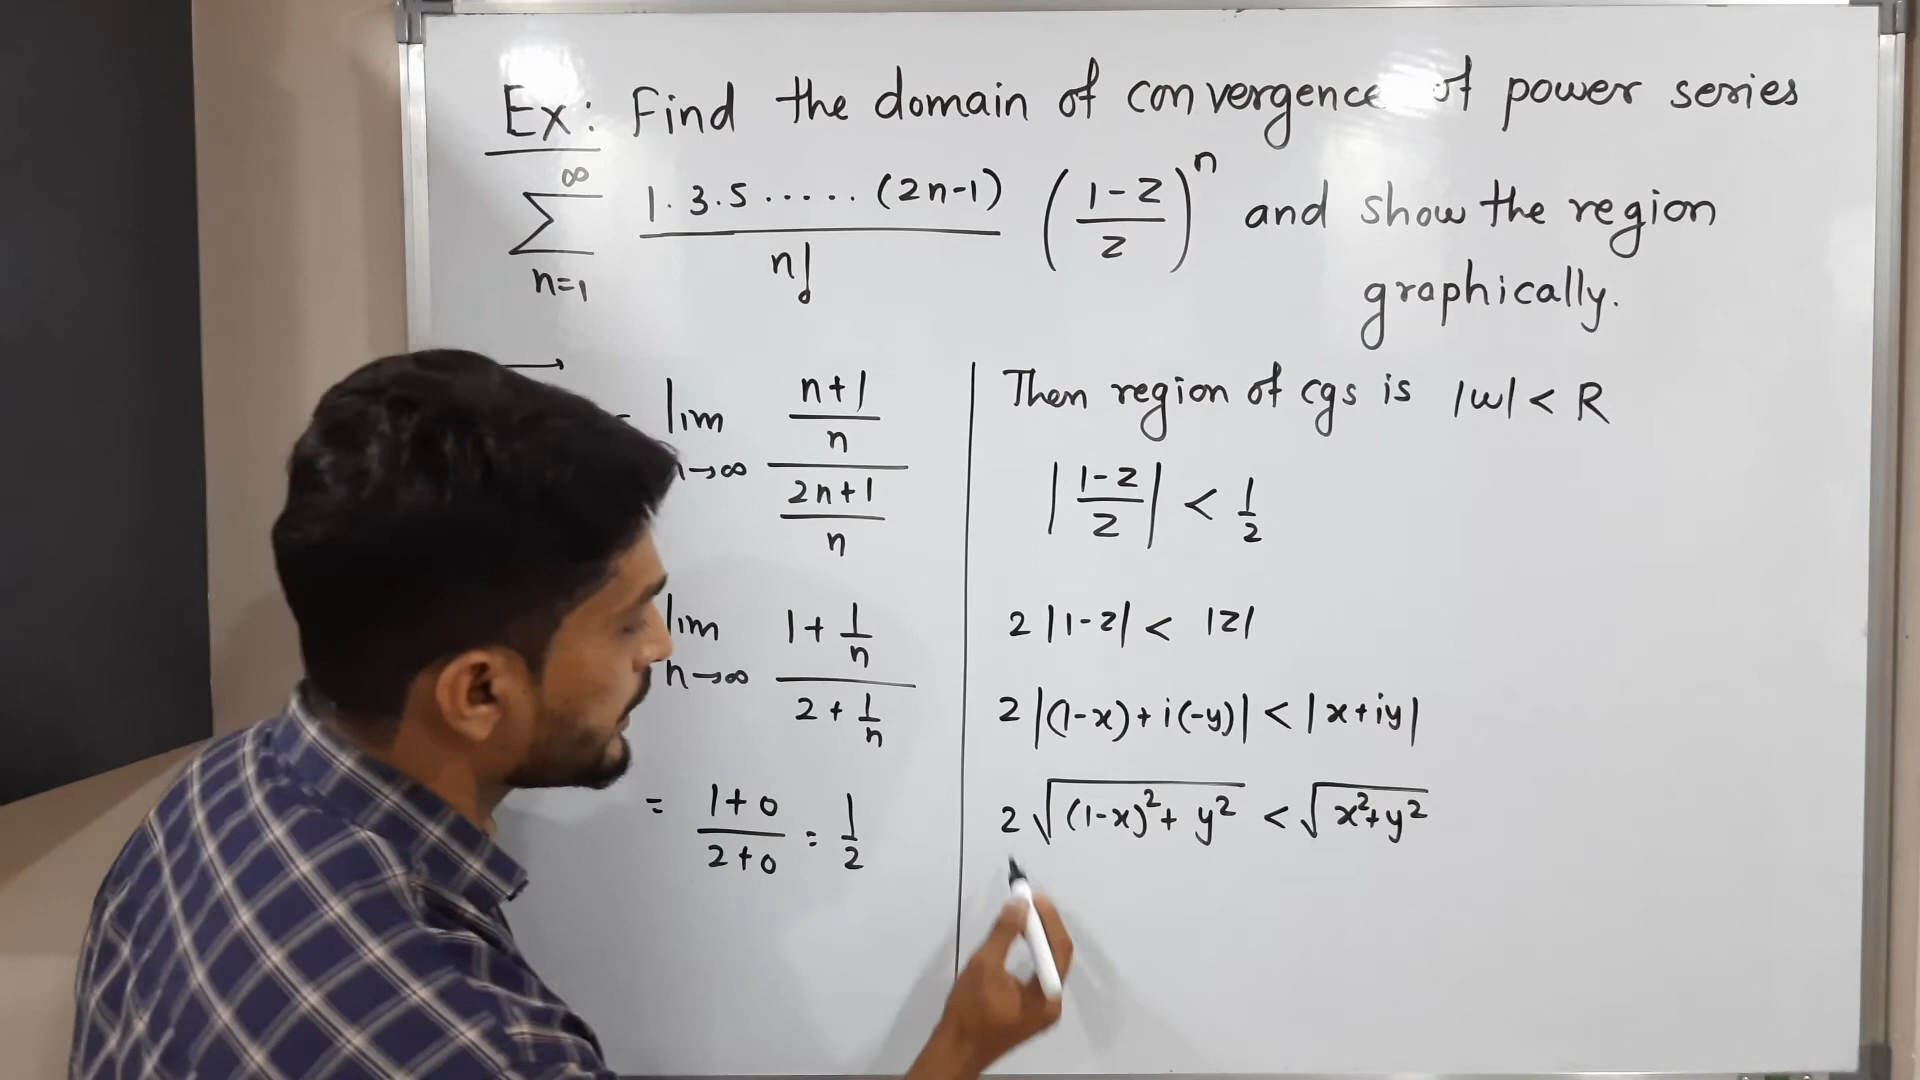 Ex: Find the domain of convergence of power series
∞
∑ 1.3.5.....(2n-1) / n! ((1-z)/z)^n and show the region
n=1
graphically.
lim n+1 / n
→∞ 2n+1 / n
lim 1 + 1/n
n→∞ 2 + 1/n
= (1+0)/(2+0) = 1/2
Then region of cgs is |w| < R
|(1-z)/z| < 1/2
2|1-z| < |z|
2|(1-x)+i(-y)| < |x+iy|
2√((1-x)²+y²) < √(x²+y²)